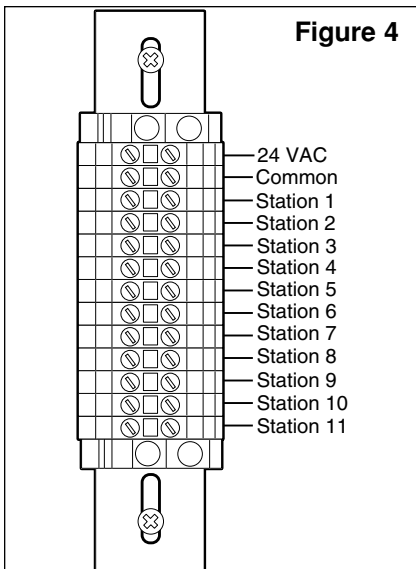 Figure 4
24 VAC
Common
Station 1
Station 2
Station 3
Station 4
Station 5
Station 6
Station 7
Station 8
Station 9
Station 10
Station 11